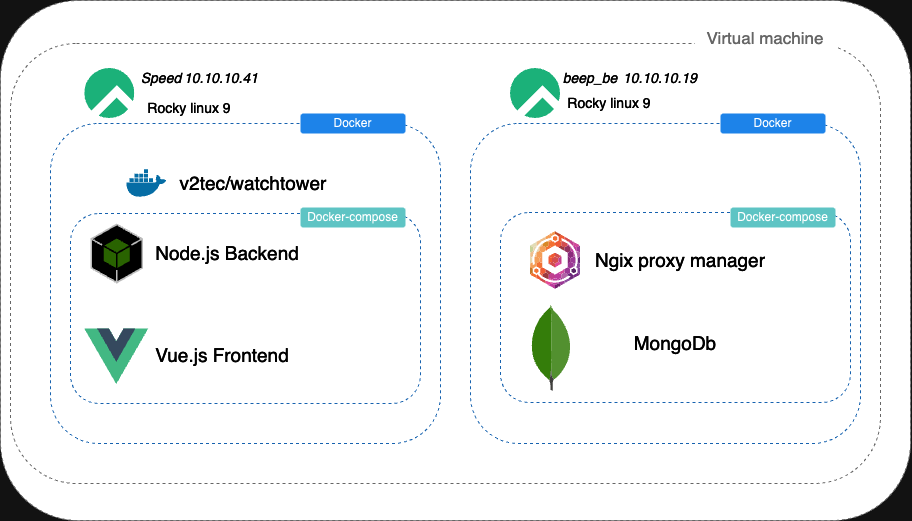 Virtual machine
Speed 10.10.10.41
Rocky linux 9
Docker
v2tec/watchtower
Docker-compose
Node.js Backend
Vue.js Frontend
beep_be 10.10.10.19
Rocky linux 9
Docker
Docker-compose
Ngix proxy manager
MongoDb